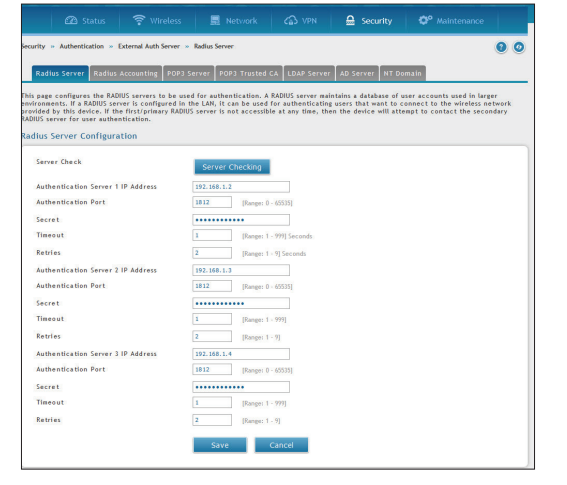 Status Wireless Network VPN Security Maintenance
Security » Authentication » External Auth Server » Radius Server
Radius Server Radius Accounting POP3 Server POP3 Trusted CA LDAP Server AD Server NT Domain
This page configures the RADIUS servers to be used for authentication. A RADIUS server maintains a database of user accounts used in larger
environments. If a RADIUS server is configured in the LAN, it can be used for authenticating users that want to connect to the wireless network
provided by this device. If the first/primary RADIUS server is not accessible at any time, then the device will attempt to contact the secondary
RADIUS server for user authentication.
Radius Server Configuration
Server Check Server Checking
Authentication Server 1 IP Address 192.168.1.2
Authentication Port 1812 [Range: 0 - 65535]
Secret ••••••••••••
Timeout 1 [Range: 1 - 999] Seconds
Retries 2 [Range: 1 - 9] Seconds
Authentication Server 2 IP Address 192.168.1.3
Authentication Port 1812 [Range: 0 - 65535]
Secret ••••••••••••
Timeout 1 [Range: 1 - 999]
Retries 2 [Range: 1 - 9]
Authentication Server 3 IP Address 192.168.1.4
Authentication Port 1812 [Range: 0 - 65535]
Secret ••••••••••••
Timeout 1 [Range: 1 - 999]
Retries 2 [Range: 1 - 9]
Save Cancel